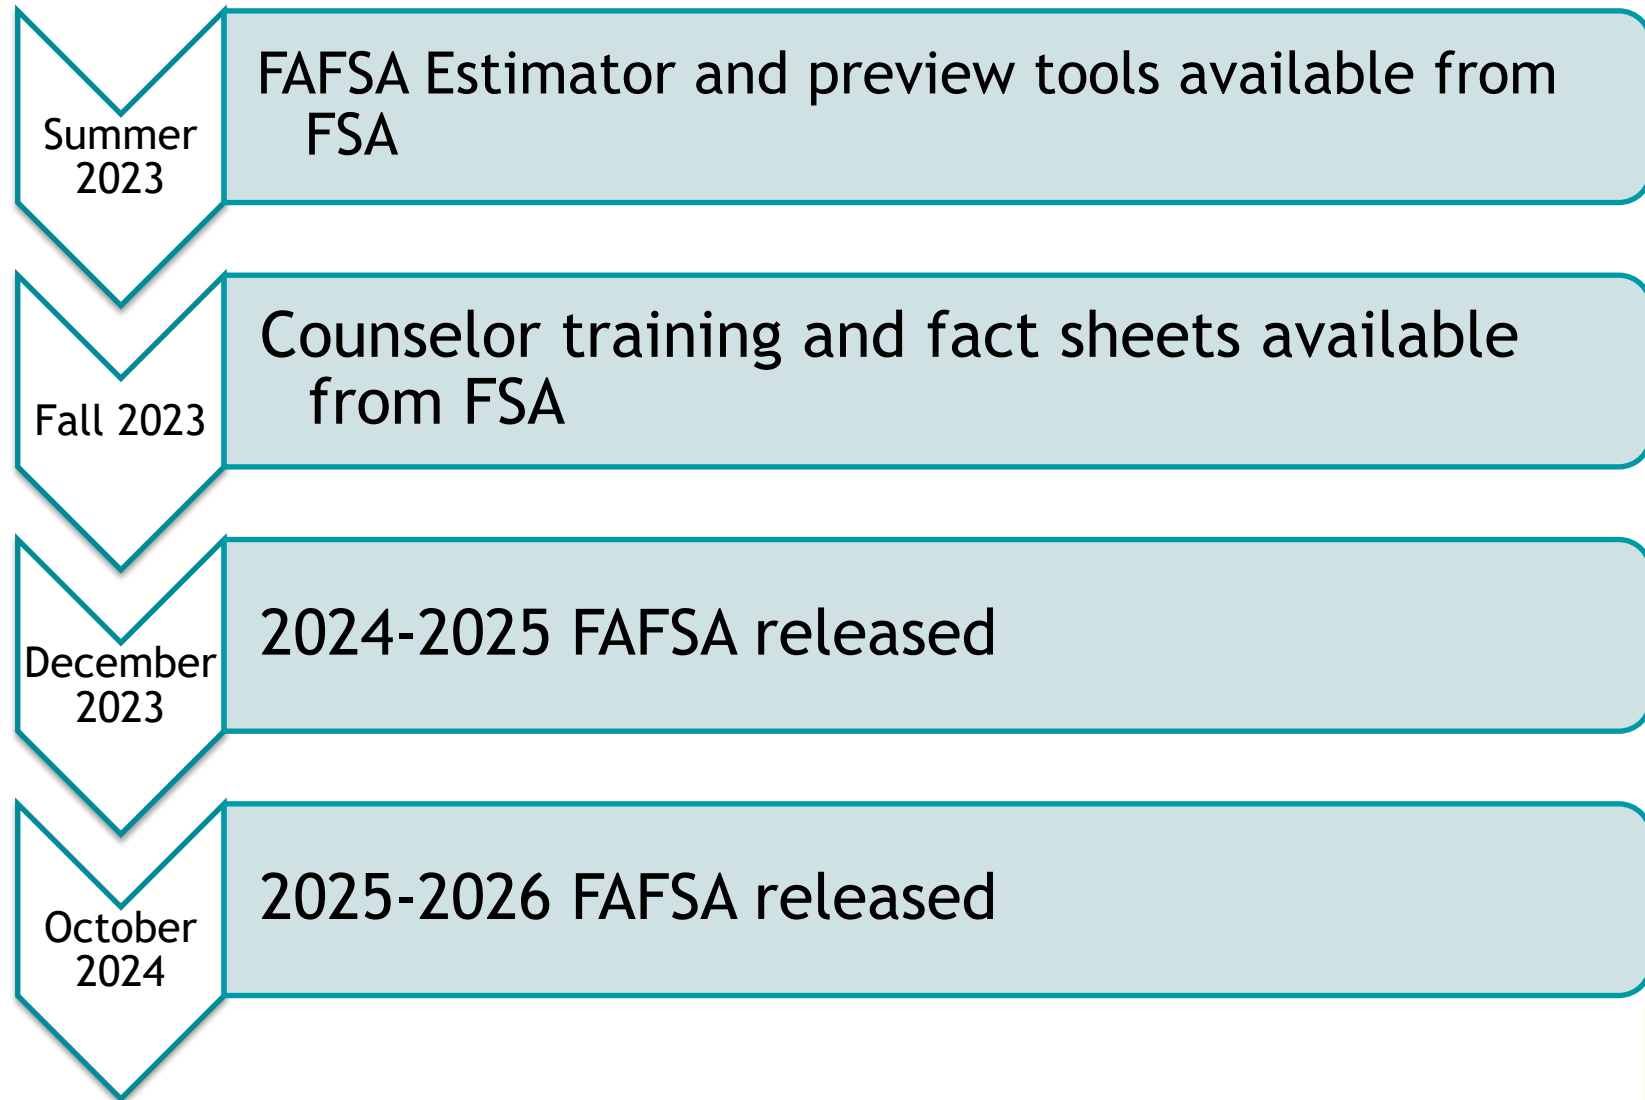 Summer
2023
FAFSA Estimator and preview tools available from
FSA
Fall 2023
Counselor training and fact sheets available
from FSA
December
2023
2024-2025 FAFSA released
October
2024
2025-2026 FAFSA released